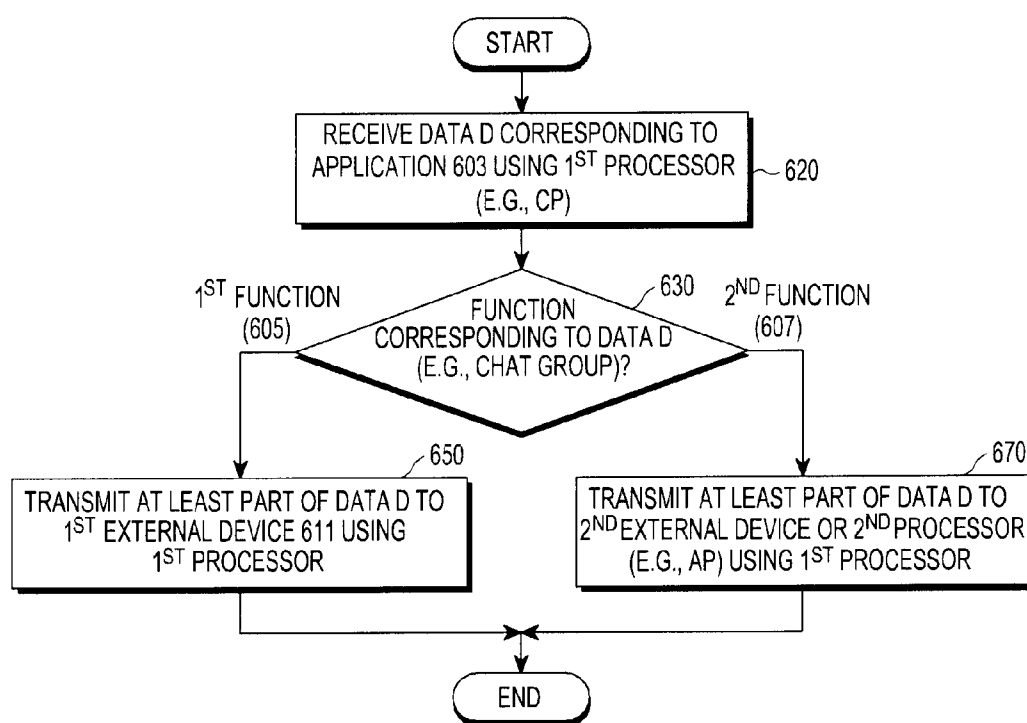 START
RECEIVE DATA D CORRESPONDING TO
APPLICATION 603 USING 1ST PROCESSOR
(E.G., CP)
620
1ST FUNCTION
(605)
FUNCTION
CORRESPONDING TO DATA D
(E.G., CHAT GROUP)?
630
2ND FUNCTION
(607)
650
TRANSMIT AT LEAST PART OF DATA D TO
1ST EXTERNAL DEVICE 611 USING
1ST PROCESSOR
670
TRANSMIT AT LEAST PART OF DATA D TO
2ND EXTERNAL DEVICE OR 2ND PROCESSOR
(E.G., AP) USING 1ST PROCESSOR
END